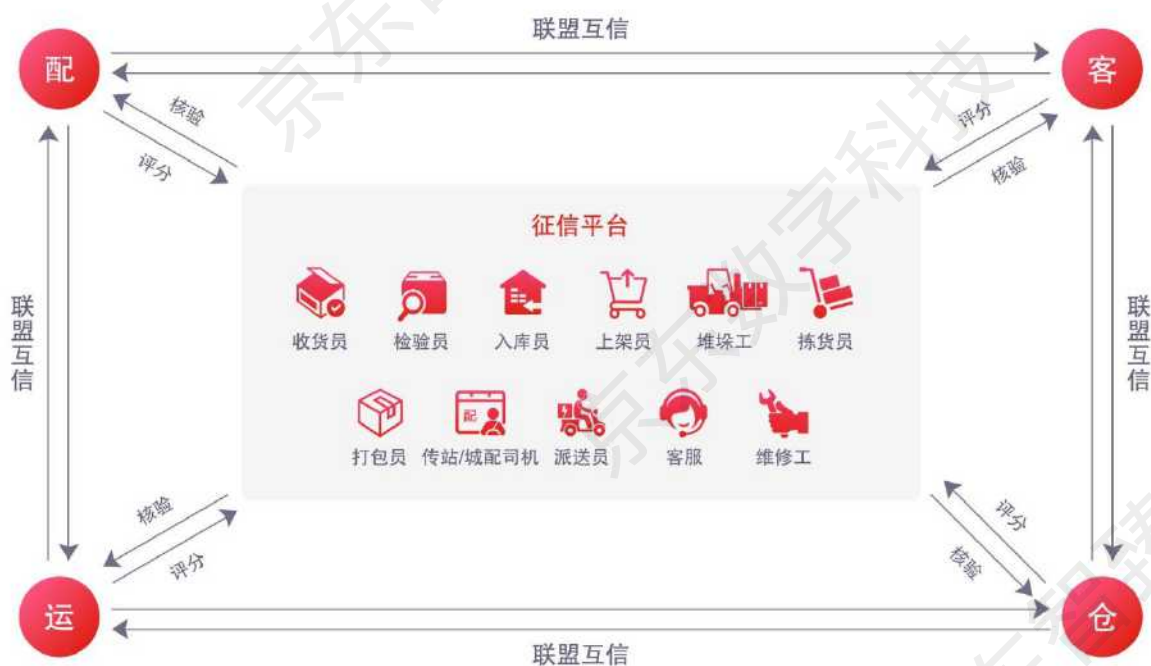 联盟互信
配
客
核验
评分
评分
核验
征信平台
收货员
检验员
入库员
上架员
堆垛工
拣货员
联盟互信
联盟互信
打包员
传站/城配司机
配
派送员
客服
维修工
核验
评分
评分
核验
运
仓
联盟互信
京东数字科技